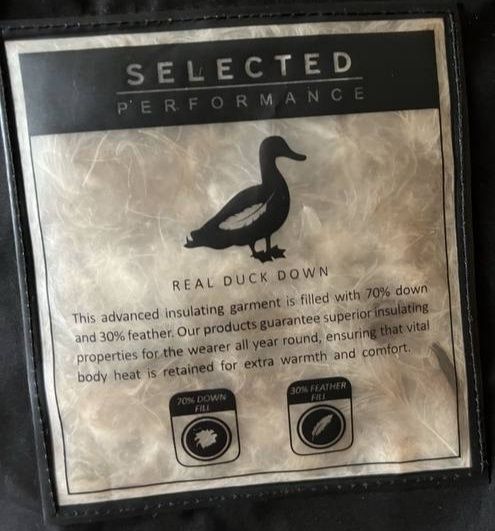 SELECTED
PERFORMANCE
REAL DUCK DOWN
This advanced insulating garment is filled with 70% down
and 30% feather. Our products guarantee superior insulating
properties for the wearer all year round, ensuring that vital
body heat is retained for extra warmth and comfort.
70% DOWN
FILL
30% FEATHER
FILL